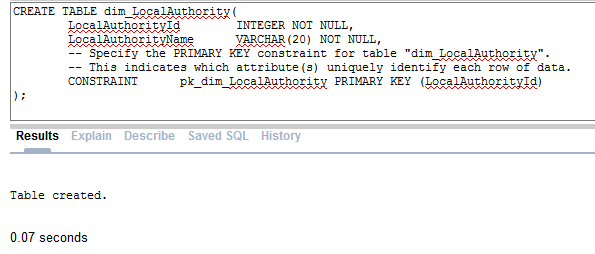 CREATE TABLE dim_LocalAuthority(
LocalAuthorityId INTEGER NOT NULL,
LocalAuthorityName VARCHAR(20) NOT NULL,
-- Specify the PRIMARY KEY constraint for table "dim_LocalAuthority".
-- This indicates which attribute(s) uniquely identify each row of data.
CONSTRAINT pk_dim_LocalAuthority PRIMARY KEY (LocalAuthorityId)
);
Results Explain Describe Saved SQL History
Table created.
0.07 seconds